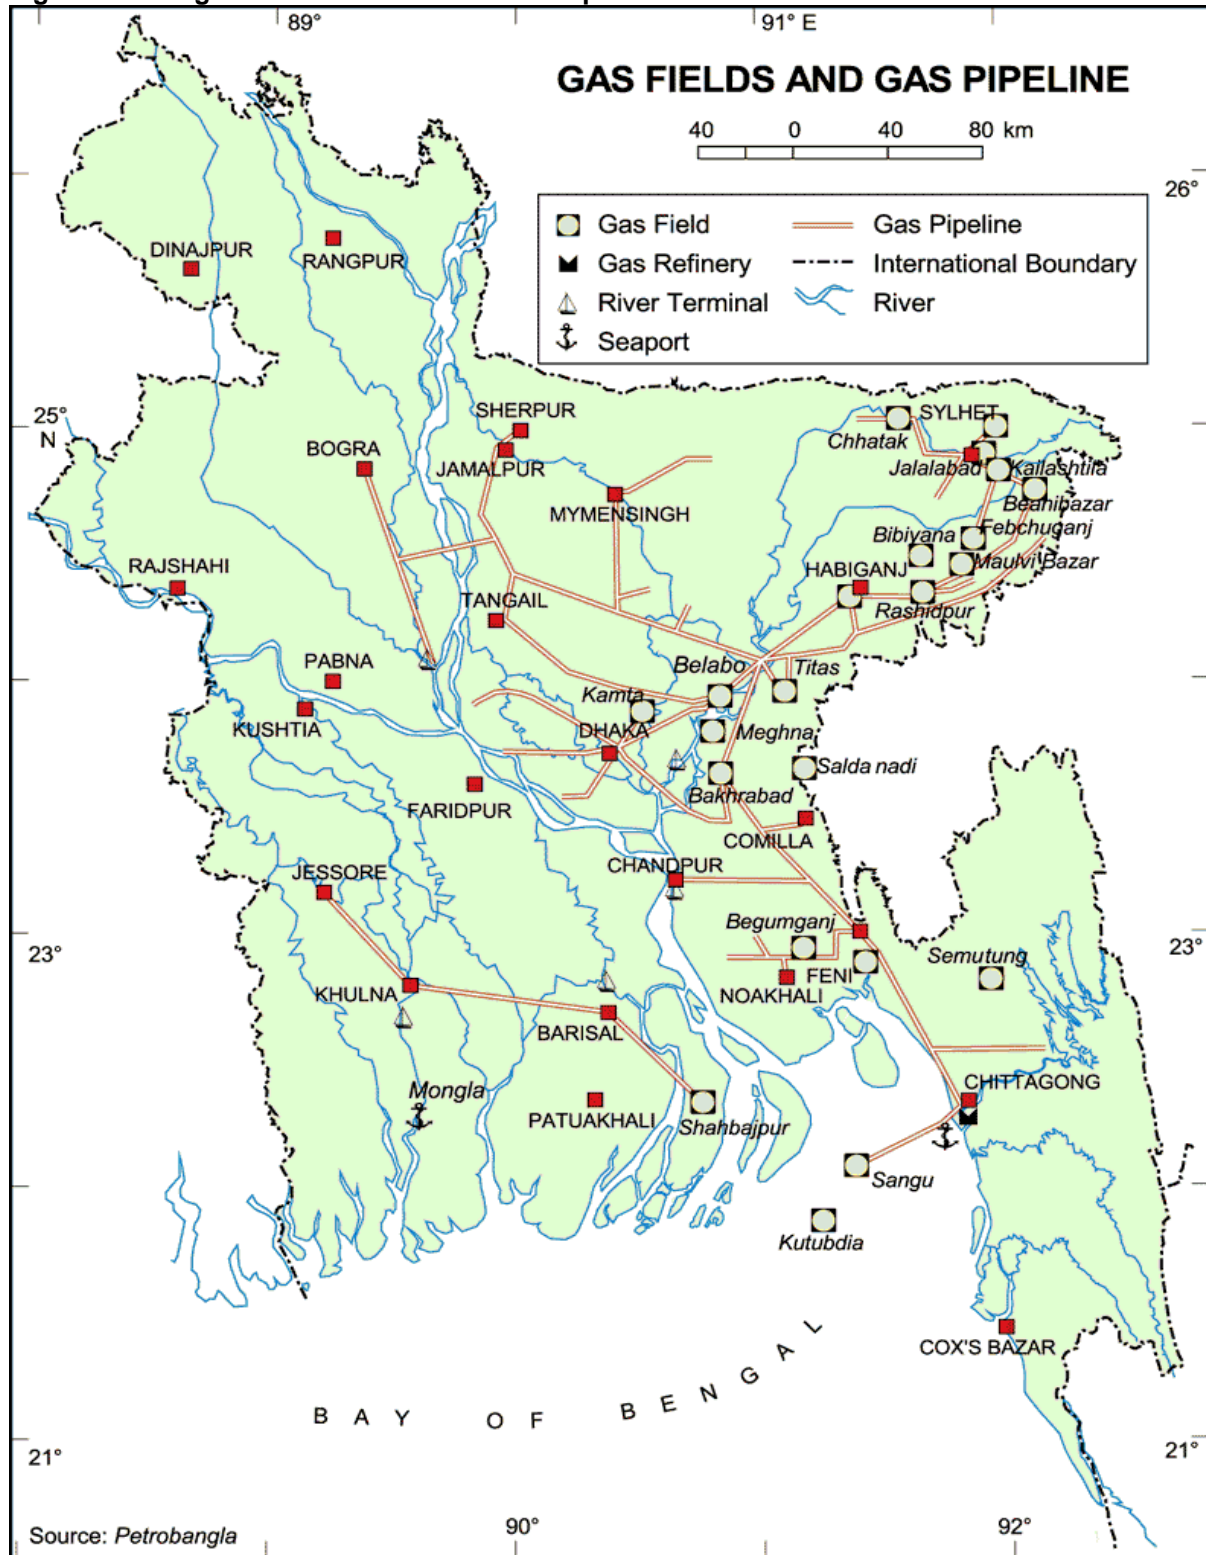 89°
91° E
GAS FIELDS AND GAS PIPELINE
40 0 40 80 km
26°
Gas Field
Gas Pipeline
Gas Refinery
International Boundary
River Terminal
River
Seaport
DINAJPUR
RANGPUR
25°
N
SHERPUR
SYLHET
Chhatak
BOGRA
JAMALPUR
Jalalabad
Kailashtila
MYMENSINGH
Beanibazar
Bibiyana
Febchuganj
RAJSHAHI
HABIGANJ
Maulvi Bazar
TANGAIL
Rashidpur
PABNA
Belabo
Titas
Kamta
KUSHTIA
DHAKA
Meghna
Salda nadi
FARIDPUR
Bakhrabad
COMILLA
JESSORE
CHANDPUR
Begumganj
23°
23°
Semutung
KHULNA
NOAKHALI
FENI
BARISAL
Mongla
CHITTAGONG
PATUAKHALI
Shahbajpur
Sangu
Kutubdia
COX'S BAZAR
BAY OF BENGAL
21°
21°
Source: Petrobangla
90°
92°